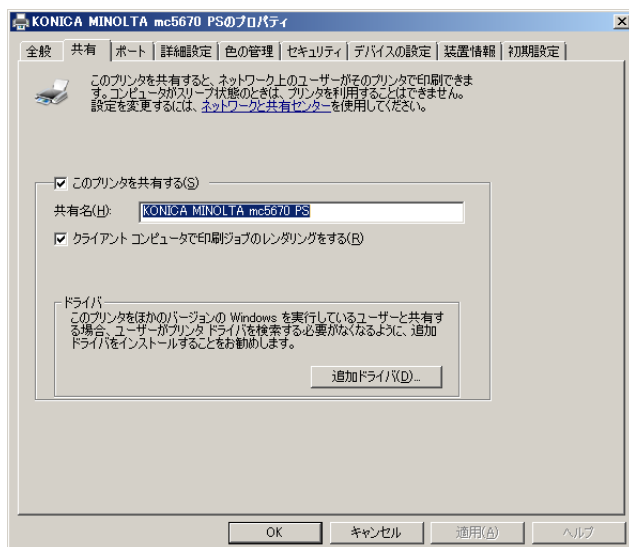 KONICA MINOLTA mc5670 PSのプロパティ
全般 共有 ポート 詳細設定 色の管理 セキュリティ デバイスの設定 装置情報 初期設定
このプリンタを共有すると、ネットワーク上のユーザーがそのプリンタで印刷できま
す。コンピュータがスリープ状態のときは、プリンタを利用することはできません。
設定を変更するには、ネットワークと共有センターを使用してください。
このプリンタを共有する(S)
共有名(H): KONICA MINOLTA mc5670 PS
クライアント コンピュータで印刷ジョブのレンダリングをする(R)
ドライバ
このプリンタをほかのバージョンの Windows を実行しているユーザーと共有す
る場合、ユーザーがプリンタ ドライバを検索する必要がなくなるように、追加
ドライバをインストールすることをお勧めします。
追加ドライバ(D)...
OK キャンセル 適用(A) ヘルプ